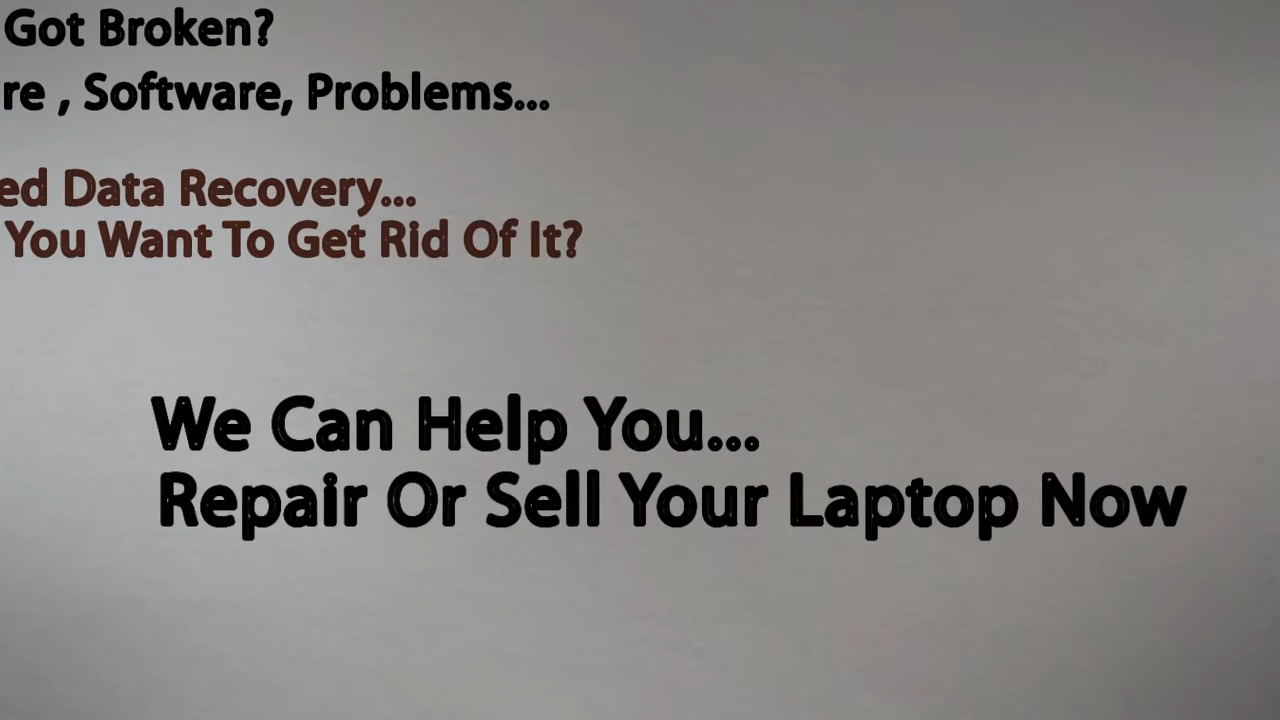 Got Broken?
re , Software, Problems...
ed Data Recovery...
You Want To Get Rid Of It?
We Can Help You...
Repair Or Sell Your Laptop Now